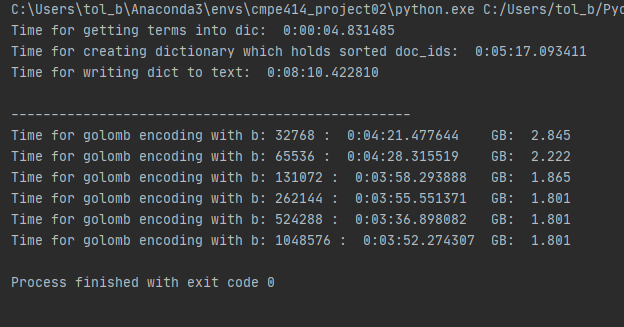 C:\Users\tol_b\Anaconda3\envs\cmpe414_project02\python.exe C:/Users/tol_b/Pyc
Time for getting terms into dic:  0:00:04.831485
Time for creating dictionary which holds sorted doc_ids:  0:05:17.093411
Time for writing dict to text:  0:08:10.422810
--------------------------------------------------
Time for golomb encoding with b: 32768 :  0:04:21.477644    GB:  2.845
Time for golomb encoding with b: 65536 :  0:04:28.315519    GB:  2.222
Time for golomb encoding with b: 131072 :  0:03:58.293888   GB:  1.865
Time for golomb encoding with b: 262144 :  0:03:55.551371   GB:  1.801
Time for golomb encoding with b: 524288 :  0:03:36.898082   GB:  1.801
Time for golomb encoding with b: 1048576 :  0:03:52.274307  GB:  1.801
Process finished with exit code 0